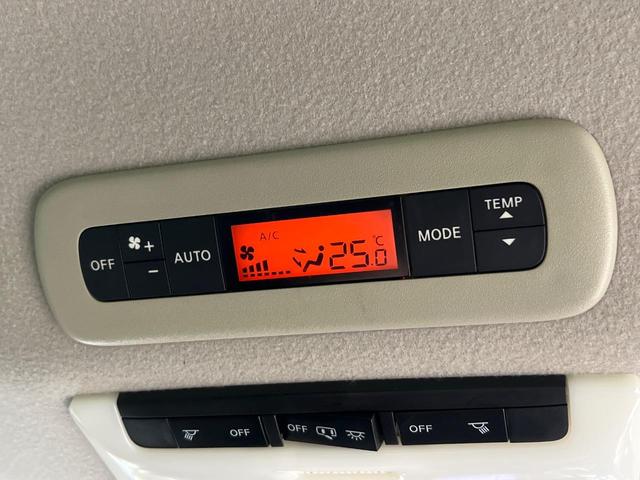 OFF
+
−
AUTO
A/C
25.0°C
MODE
TEMP
OFF
OFF
OFF